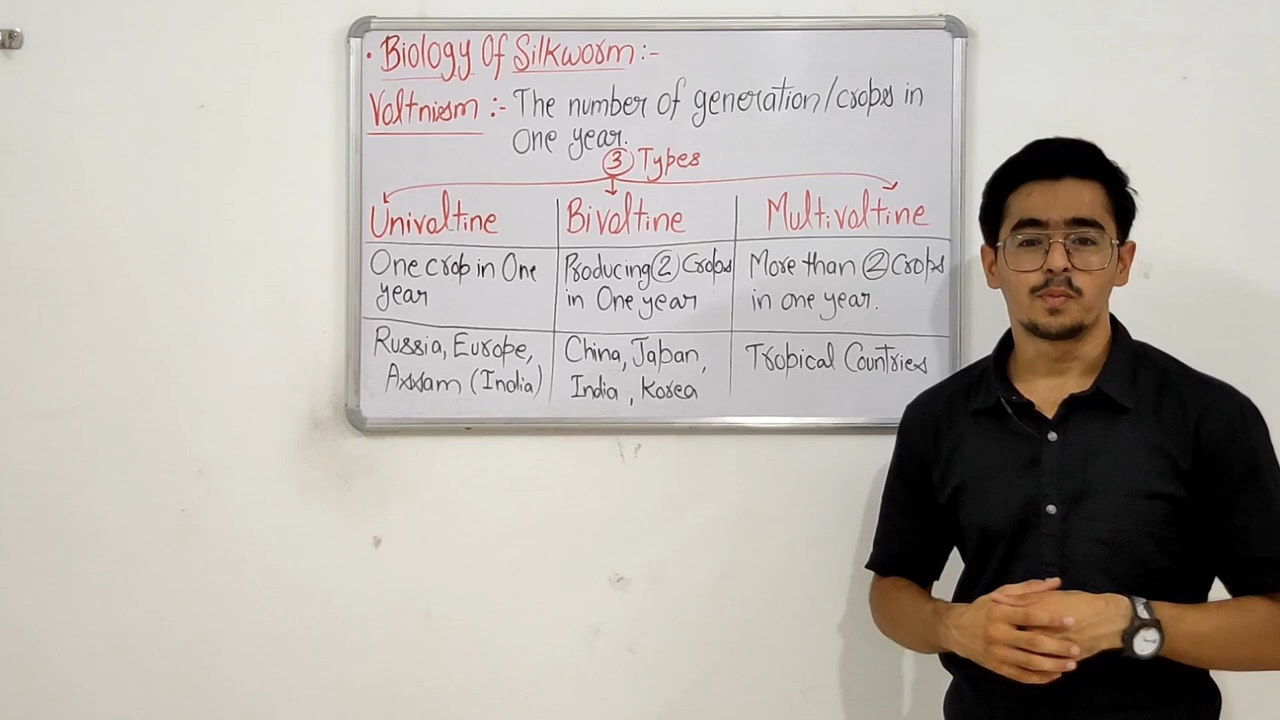 • Biology Of Silkworm :-
Voltnism :- The number of generation/crops in
One year.
③ Types
Univoltine Bivoltine Multivoltine
One crop in One
year
Producing ② Crops
in One year
More than ② Crops
in one year.
Russia, Europe,
Assam (India)
China, Japan,
India, Korea
Tropical Countries